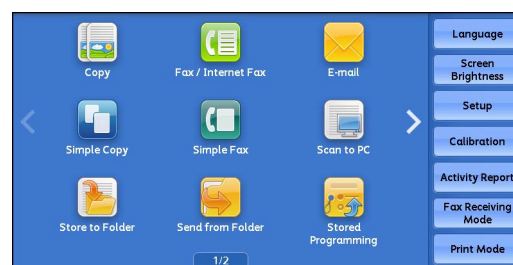 Copy
Fax / Internet Fax
E-mail
Simple Copy
Simple Fax
Scan to PC
Store to Folder
Send from Folder
Stored
Programming
1/2
Language
Screen
Brightness
Setup
Calibration
Activity Report
Fax Receiving
Mode
Print Mode